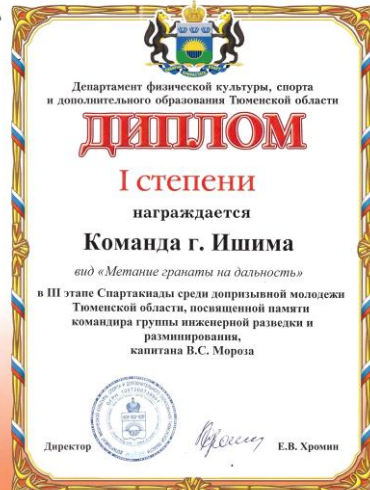 Департамент физической культуры, спорта
и дополнительного образования Тюменской области
ДИПЛОМ
I степени
награждается
Команда г. Ишима
вид «Метание гранаты на дальность»
в III этапе Спартакиады среди допризывной молодежи
Тюменской области, посвященной памяти
командира группы инженерной разведки и
разминирования,
капитана В.С. Мороза
Директор Е.В. Хромин